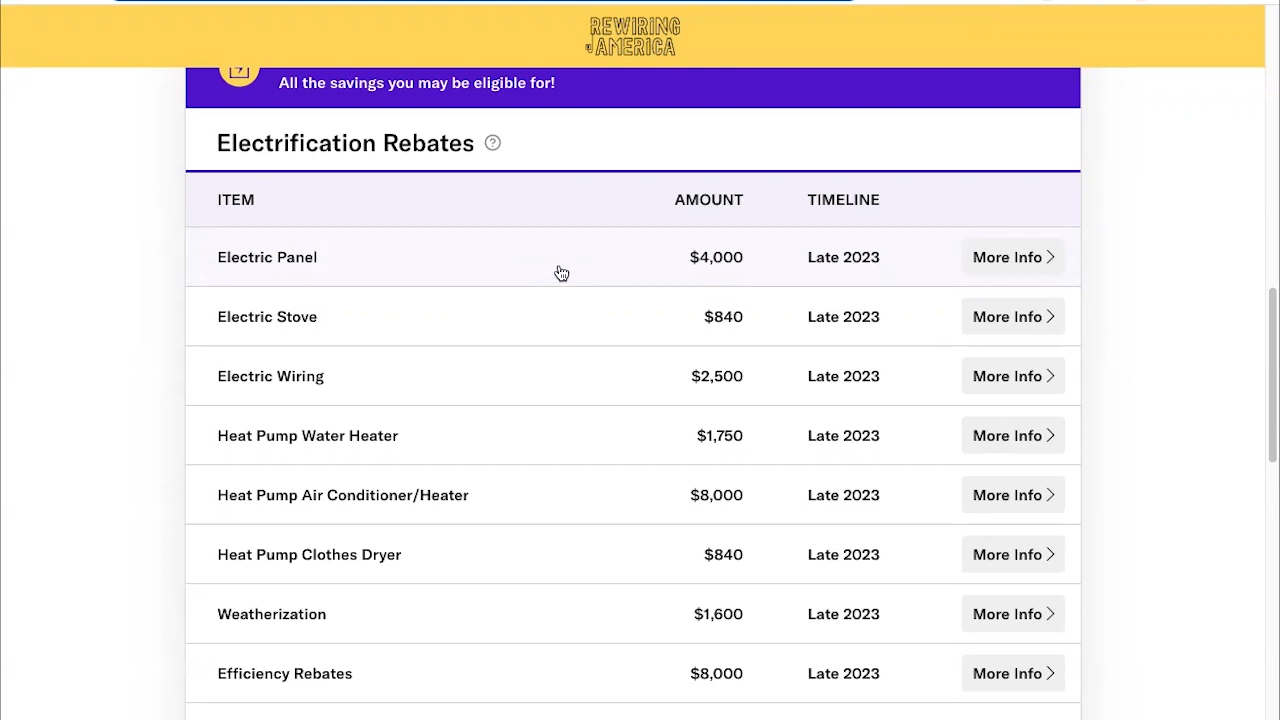 REWIRING
AMERICA
All the savings you may be eligible for!
Electrification Rebates ?
ITEM AMOUNT TIMELINE
Electric Panel $4,000 Late 2023 More Info
Electric Stove $840 Late 2023 More Info
Electric Wiring $2,500 Late 2023 More Info
Heat Pump Water Heater $1,750 Late 2023 More Info
Heat Pump Air Conditioner/Heater $8,000 Late 2023 More Info
Heat Pump Clothes Dryer $840 Late 2023 More Info
Weatherization $1,600 Late 2023 More Info
Efficiency Rebates $8,000 Late 2023 More Info